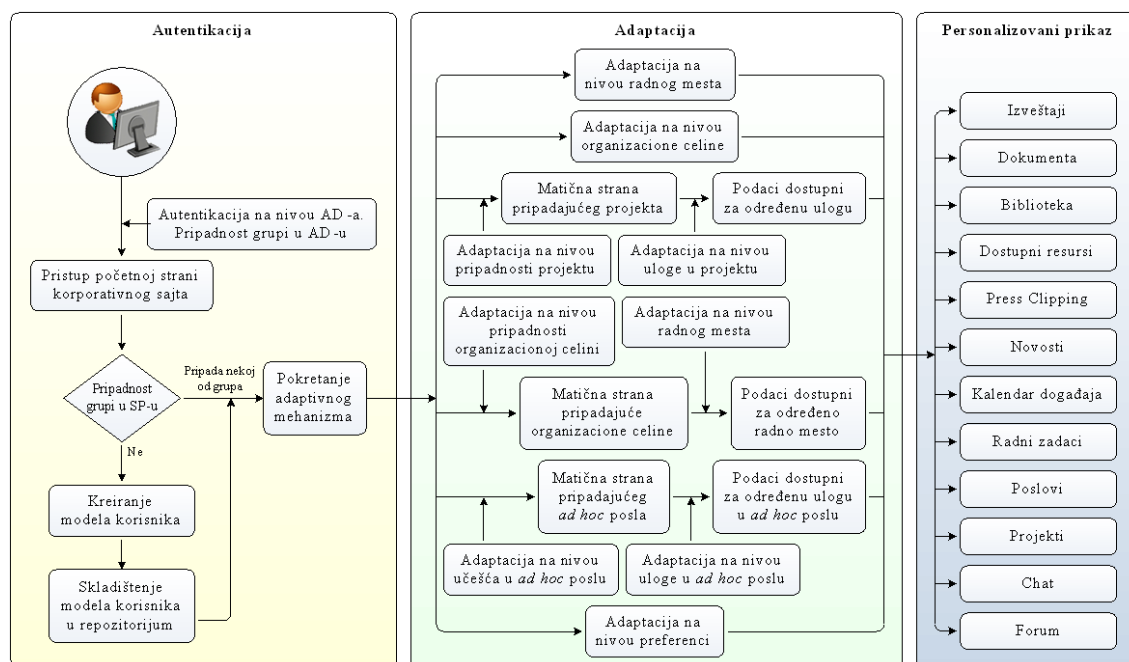 Autentikacija
Autentikacija na nivou AD -a.
Pripadnost grupi u AD -u
Pristup početnoj strani
korporativnog sajta
Pripadnost
grupi u SP-u
Pripada nekoj
od grupa
Pokretanje
adaptivnog
mehanizma
Ne
Kreiranje
modela korisnika
Skladištenje
modela korisnika
u repozitorijum
Adaptacija
Adaptacija na
nivou radnog mesta
Adaptacija na nivou
organizacione celine
Matična strana
pripadajućeg projekta
Podaci dostupni
za određenu ulogu
Adaptacija na nivou
pripadnosti projektu
Adaptacija na nivou
uloge u projektu
Adaptacija na nivou
pripadnosti
organizacionoj celini
Adaptacija na nivou
radnog mesta
Matična strana
pripadajuće
organizacione celine
Podaci dostupni
za određeno
radno mesto
Matična strana
pripadajućeg
ad hoc posla
Podaci dostupni
za određenu ulogu
u ad hoc poslu
Adaptacija na nivou
učešća u ad hoc poslu
Adaptacija na nivou
uloge u ad hoc poslu
Adaptacija na
nivou preferenci
Personalizovani prikaz
Izveštaji
Dokumenta
Biblioteka
Dostupni resursi
Press Clipping
Novosti
Kalendar događaja
Radni zadaci
Poslovi
Projekti
Chat
Forum